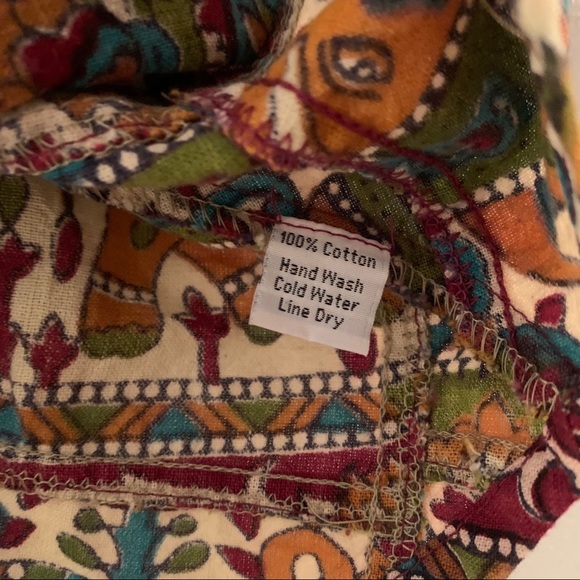 100% Cotton
Hand Wash
Cold Water
Line Dry